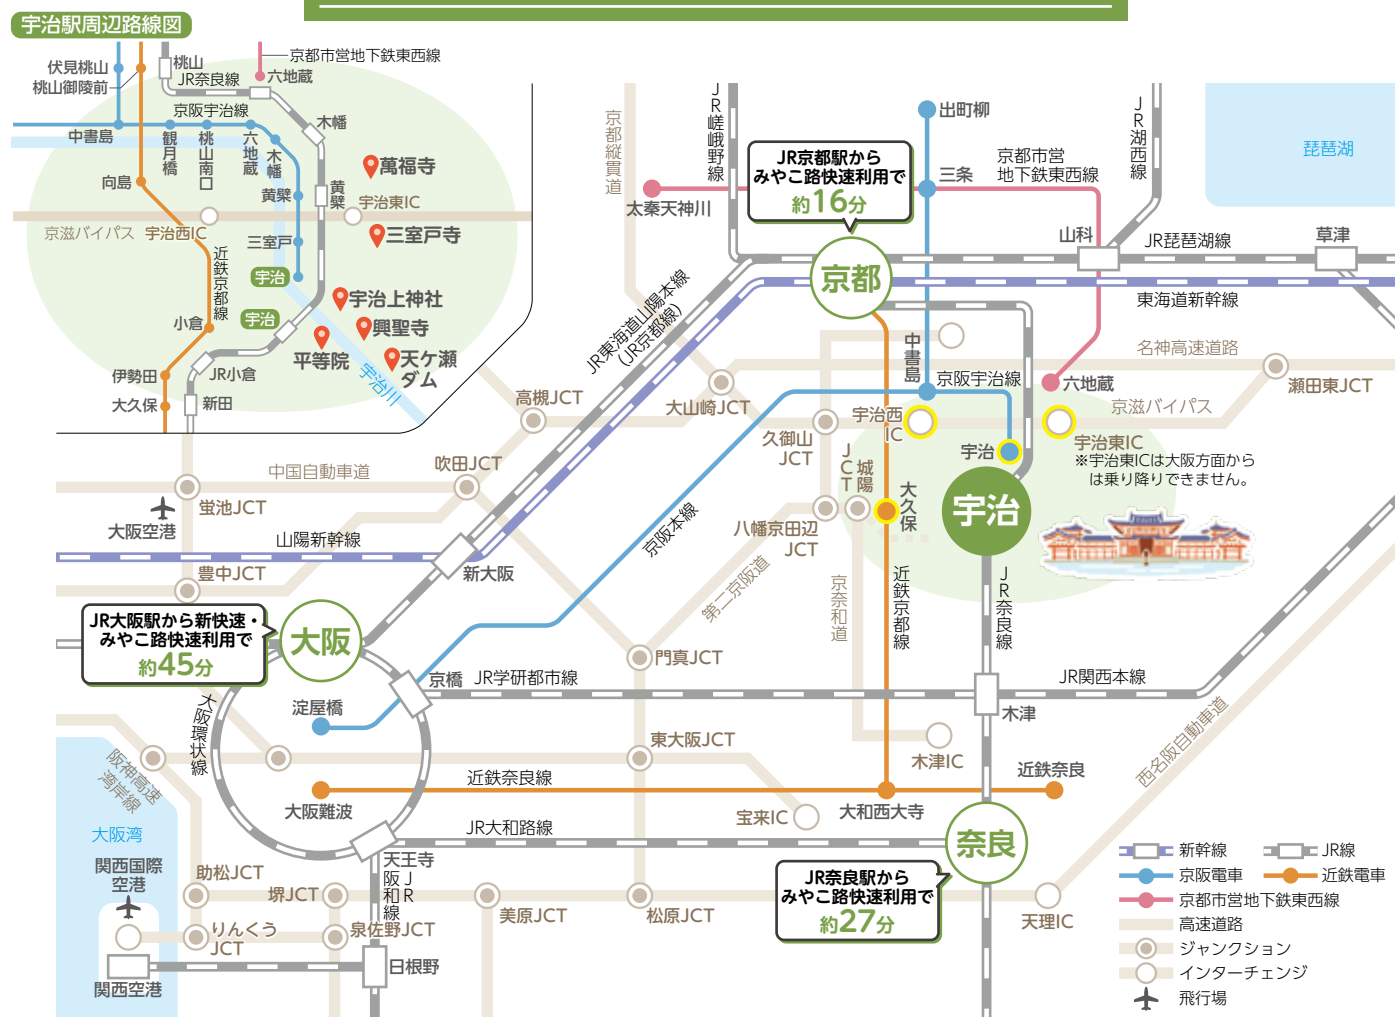 宇治駅周辺路線図
京都市営地下鉄東西線
伏見桃山
桃山
六地蔵
桃山御陵前
JR奈良線
京阪宇治線
木幡
中書島
観月橋
桃山南口
六地蔵
木幡
萬福寺
向島
黄檗
黄檗
宇治東IC
京滋バイパス
宇治西IC
三室戸
三室戸寺
近鉄京都線
宇治
宇治上神社
宇治
小倉
興聖寺
平等院
天ケ瀬
ダム
伊勢田
JR小倉
宇治川
大久保
新田
京都縦貫道
JR嵯峨野線
出町柳
JR湖西線
琵琶湖
JR京都駅から
みやこ路快速利用で
約16分
三条
京都市営
地下鉄東西線
太秦天神川
山科
JR琵琶湖線
草津
京都
東海道新幹線
JR東海道山陽本線
(JR京都線)
中書島
名神高速道路
京阪宇治線
六地蔵
瀬田東JCT
高槻JCT
大山崎JCT
宇治西
IC
京滋バイパス
久御山
JCT
宇治
宇治東IC
※宇治東ICは大阪方面から
は乗り降りできません。
中国自動車道
吹田JCT
城陽
JCT
大久保
宇治
蛍池JCT
大阪空港
八幡京田辺
JCT
山陽新幹線
京阪本線
新大阪
豊中JCT
第二京阪道
京奈和道
近鉄京都線
JR奈良線
JR大阪駅から新快速・
みやこ路快速利用で
約45分
大阪
門真JCT
京橋
JR学研都市線
JR関西本線
大阪環状線
淀屋橋
木津
東大阪JCT
木津IC
西名阪自動車道
阪神高速
湾岸線
近鉄奈良線
近鉄奈良
大阪難波
宝来IC
大和西大寺
大阪湾
JR大和路線
奈良
関西国際
空港
天王寺
JR
阪和線
助松JCT
堺JCT
JR奈良駅から
みやこ路快速利用で
約27分
美原JCT
松原JCT
天理IC
りんくう
JCT
泉佐野JCT
日根野
関西空港
新幹線
JR線
京阪電車
近鉄電車
京都市営地下鉄東西線
高速道路
ジャンクション
インターチェンジ
飛行場